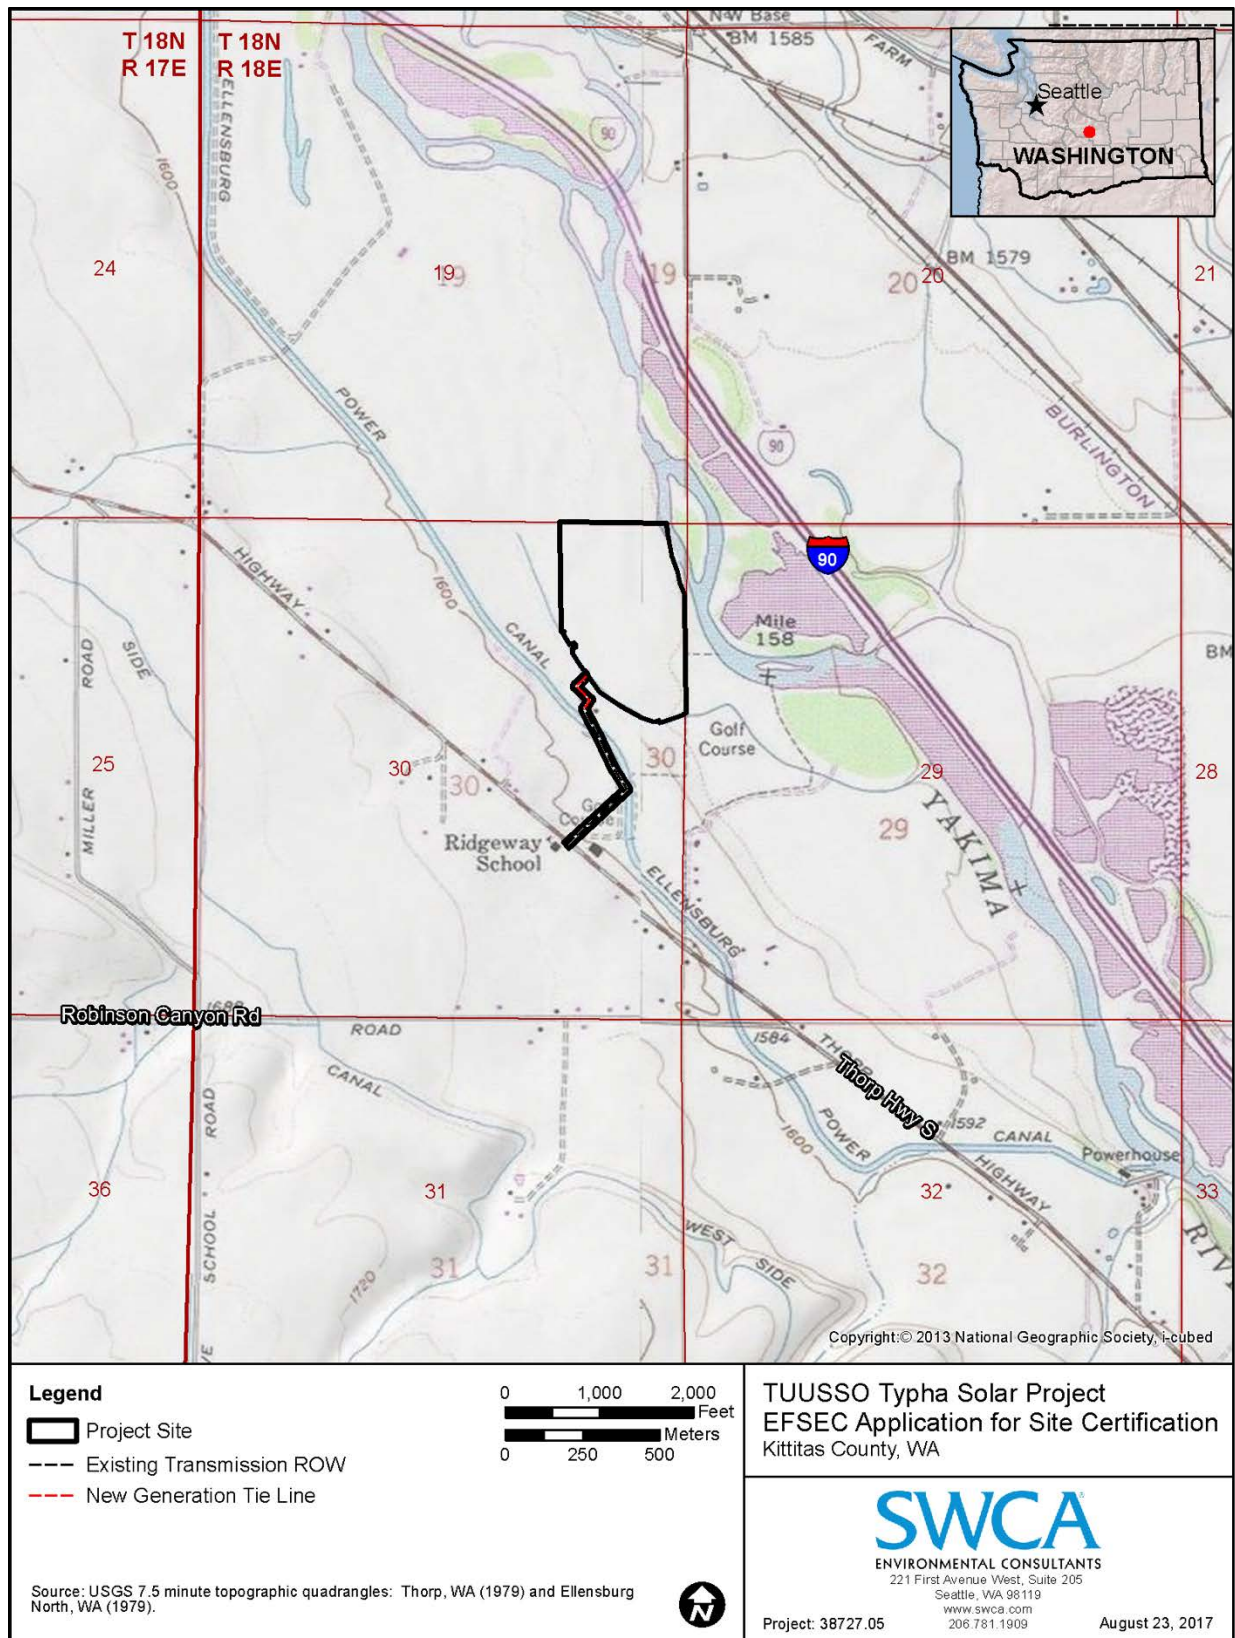 T 18N T 18N
R 17E R 18E
N W Base
BM 1585
FARM
ELLENSBURG
1600
90
Seattle
WASHINGTON
24
19
19
19
20
20
BM 1579
21
POWER
BURLINGTON
90
HIGHWAY
1600
CANAL
90
Mile
158
BM
ROAD
SIDE
MILLER
25
30
30
30
Golf
Course
29
28
Golf
Course
Ridgeway
School
29
YAKIMA
ELLENSBURG
1680
Robinson Canyon Rd
ROAD
1584
THORP
Thorp Hwy S
1592
CANAL
ROAD
CANAL
POWER
1600
HIGHWAY
Powerhouse
36
31
32
33
SCHOOL
WEST
SIDE
31
31
32
1720
Copyright:© 2013 National Geographic Society, i-cubed
Legend
Project Site
Existing Transmission ROW
New Generation Tie Line
0 1,000 2,000
Feet
Meters
0 250 500
Source: USGS 7.5 minute topographic quadrangles: Thorp, WA (1979) and Ellensburg
North, WA (1979).
N
TUUSSO Typha Solar Project
EFSEC Application for Site Certification
Kittitas County, WA
SWCA
ENVIRONMENTAL CONSULTANTS
221 First Avenue West, Suite 205
Seattle, WA 98119
www.swca.com
206.781.1909
Project: 38727.05
August 23, 2017